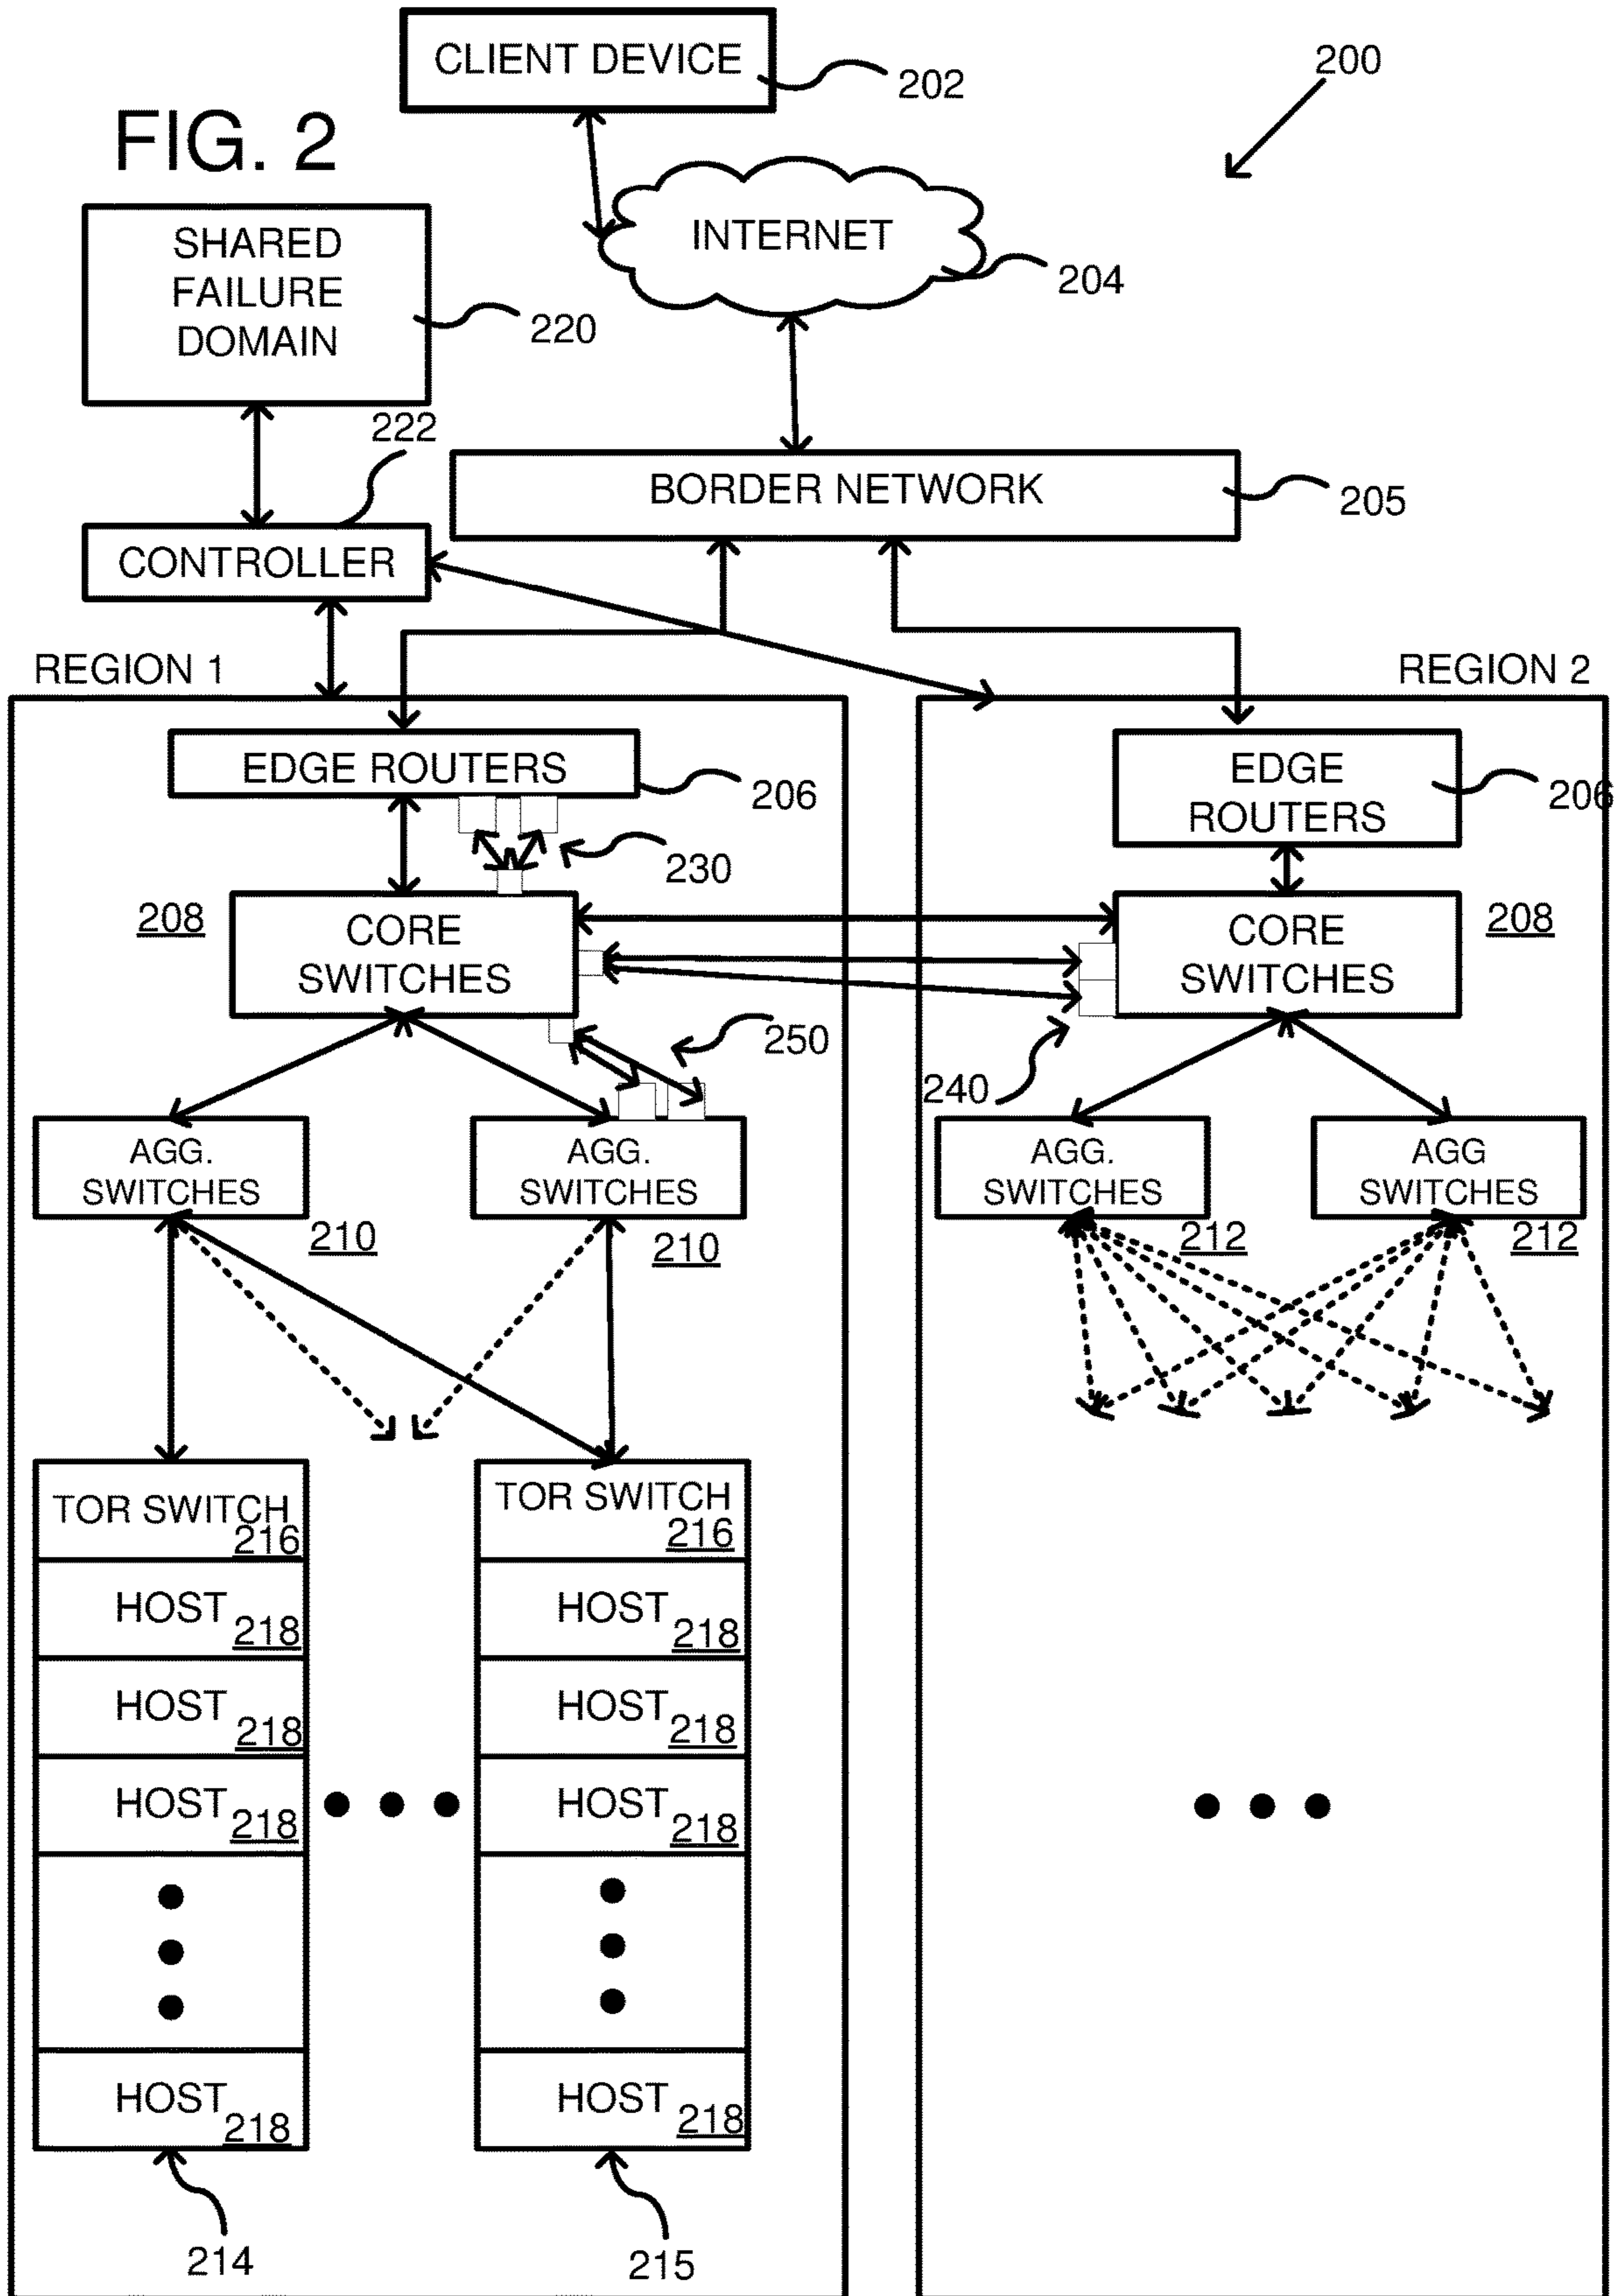 CLIENT DEVICE
202
200
FIG. 2
INTERNET
204
SHARED
FAILURE
DOMAIN
220
222
BORDER NETWORK
205
CONTROLLER
REGION 1
REGION 2
EDGE ROUTERS
206
EDGE
ROUTERS
206
230
208
CORE
SWITCHES
CORE
SWITCHES
208
250
240
AGG.
SWITCHES
210
AGG.
SWITCHES
210
AGG.
SWITCHES
212
AGG
SWITCHES
212
TOR SWITCH
216
HOST
218
HOST
218
HOST
218
HOST
218
214
TOR SWITCH
216
HOST
218
HOST
218
HOST
218
HOST
218
215